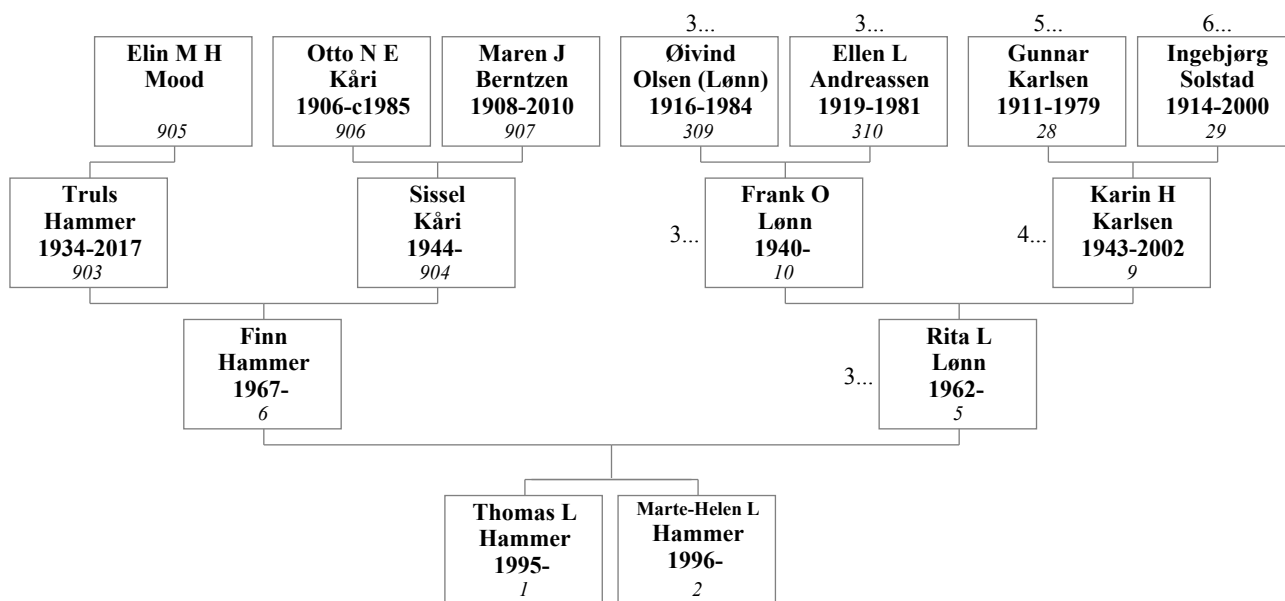 3...
3...
5...
6...
Elin M H
Mood
905
Otto N E
Kåri
1906-c1985
906
Maren J
Berntzen
1908-2010
907
Øivind
Olsen (Lønn)
1916-1984
309
Ellen L
Andreassen
1919-1981
310
Gunnar
Karlsen
1911-1979
28
Ingebjørg
Solstad
1914-2000
29
Truls
Hammer
1934-2017
903
Sissel
Kåri
1944-
904
3...
Frank O
Lønn
1940-
10
4...
Karin H
Karlsen
1943-2002
9
Finn
Hammer
1967-
6
3...
Rita L
Lønn
1962-
5
Thomas L
Hammer
1995-
1
Marte-Helen L
Hammer
1996-
2